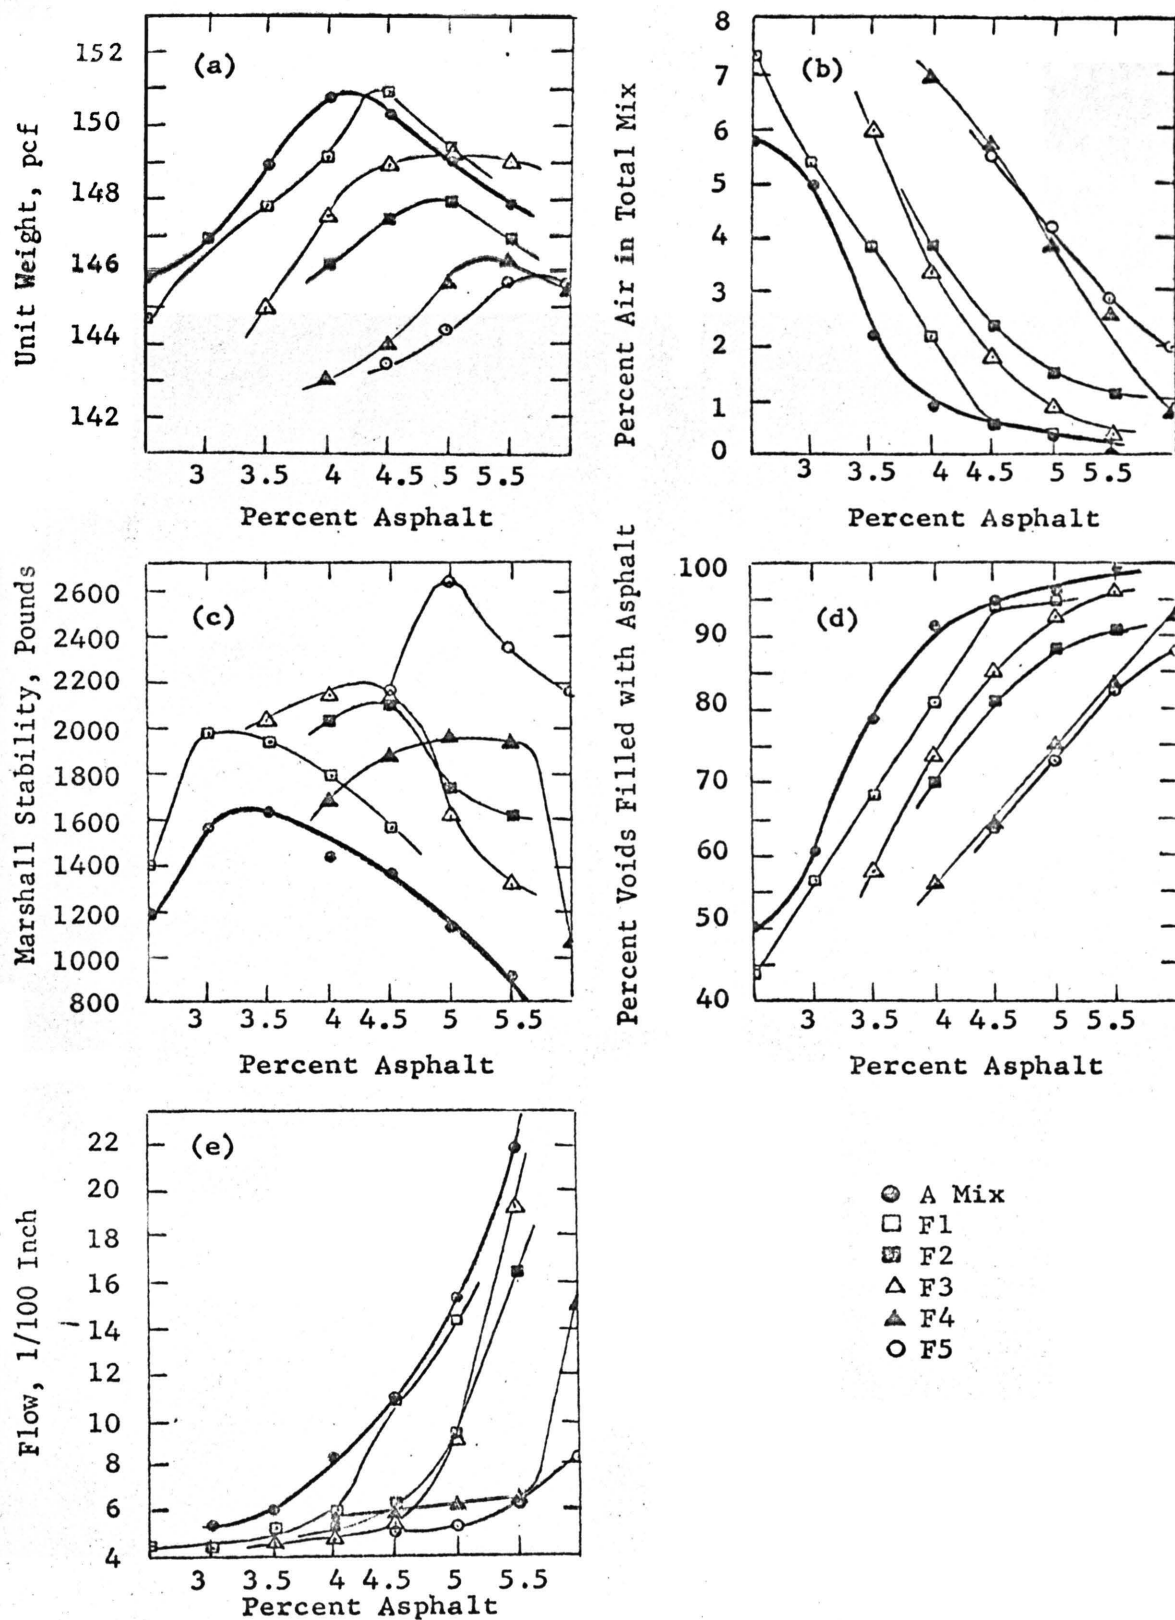 (a)
Unit Weight, pcf
152
150
148
146
144
142
3 3.5 4 4.5 5 5.5
Percent Asphalt
(b)
Percent Air in Total Mix
8
7
6
5
4
3
2
1
0
3 3.5 4 4.5 5 5.5
Percent Asphalt
(c)
Marshall Stability, Pounds
2600
2400
2200
2000
1800
1600
1400
1200
1000
800
3 3.5 4 4.5 5 5.5
Percent Asphalt
(d)
Percent Voids Filled with Asphalt
100
90
80
70
60
50
40
3 3.5 4 4.5 5 5.5
Percent Asphalt
(e)
Flow, 1/100 Inch
22
20
18
16
14
12
10
8
6
4
3 3.5 4 4.5 5 5.5
Percent Asphalt
A Mix
F1
F2
F3
F4
F5